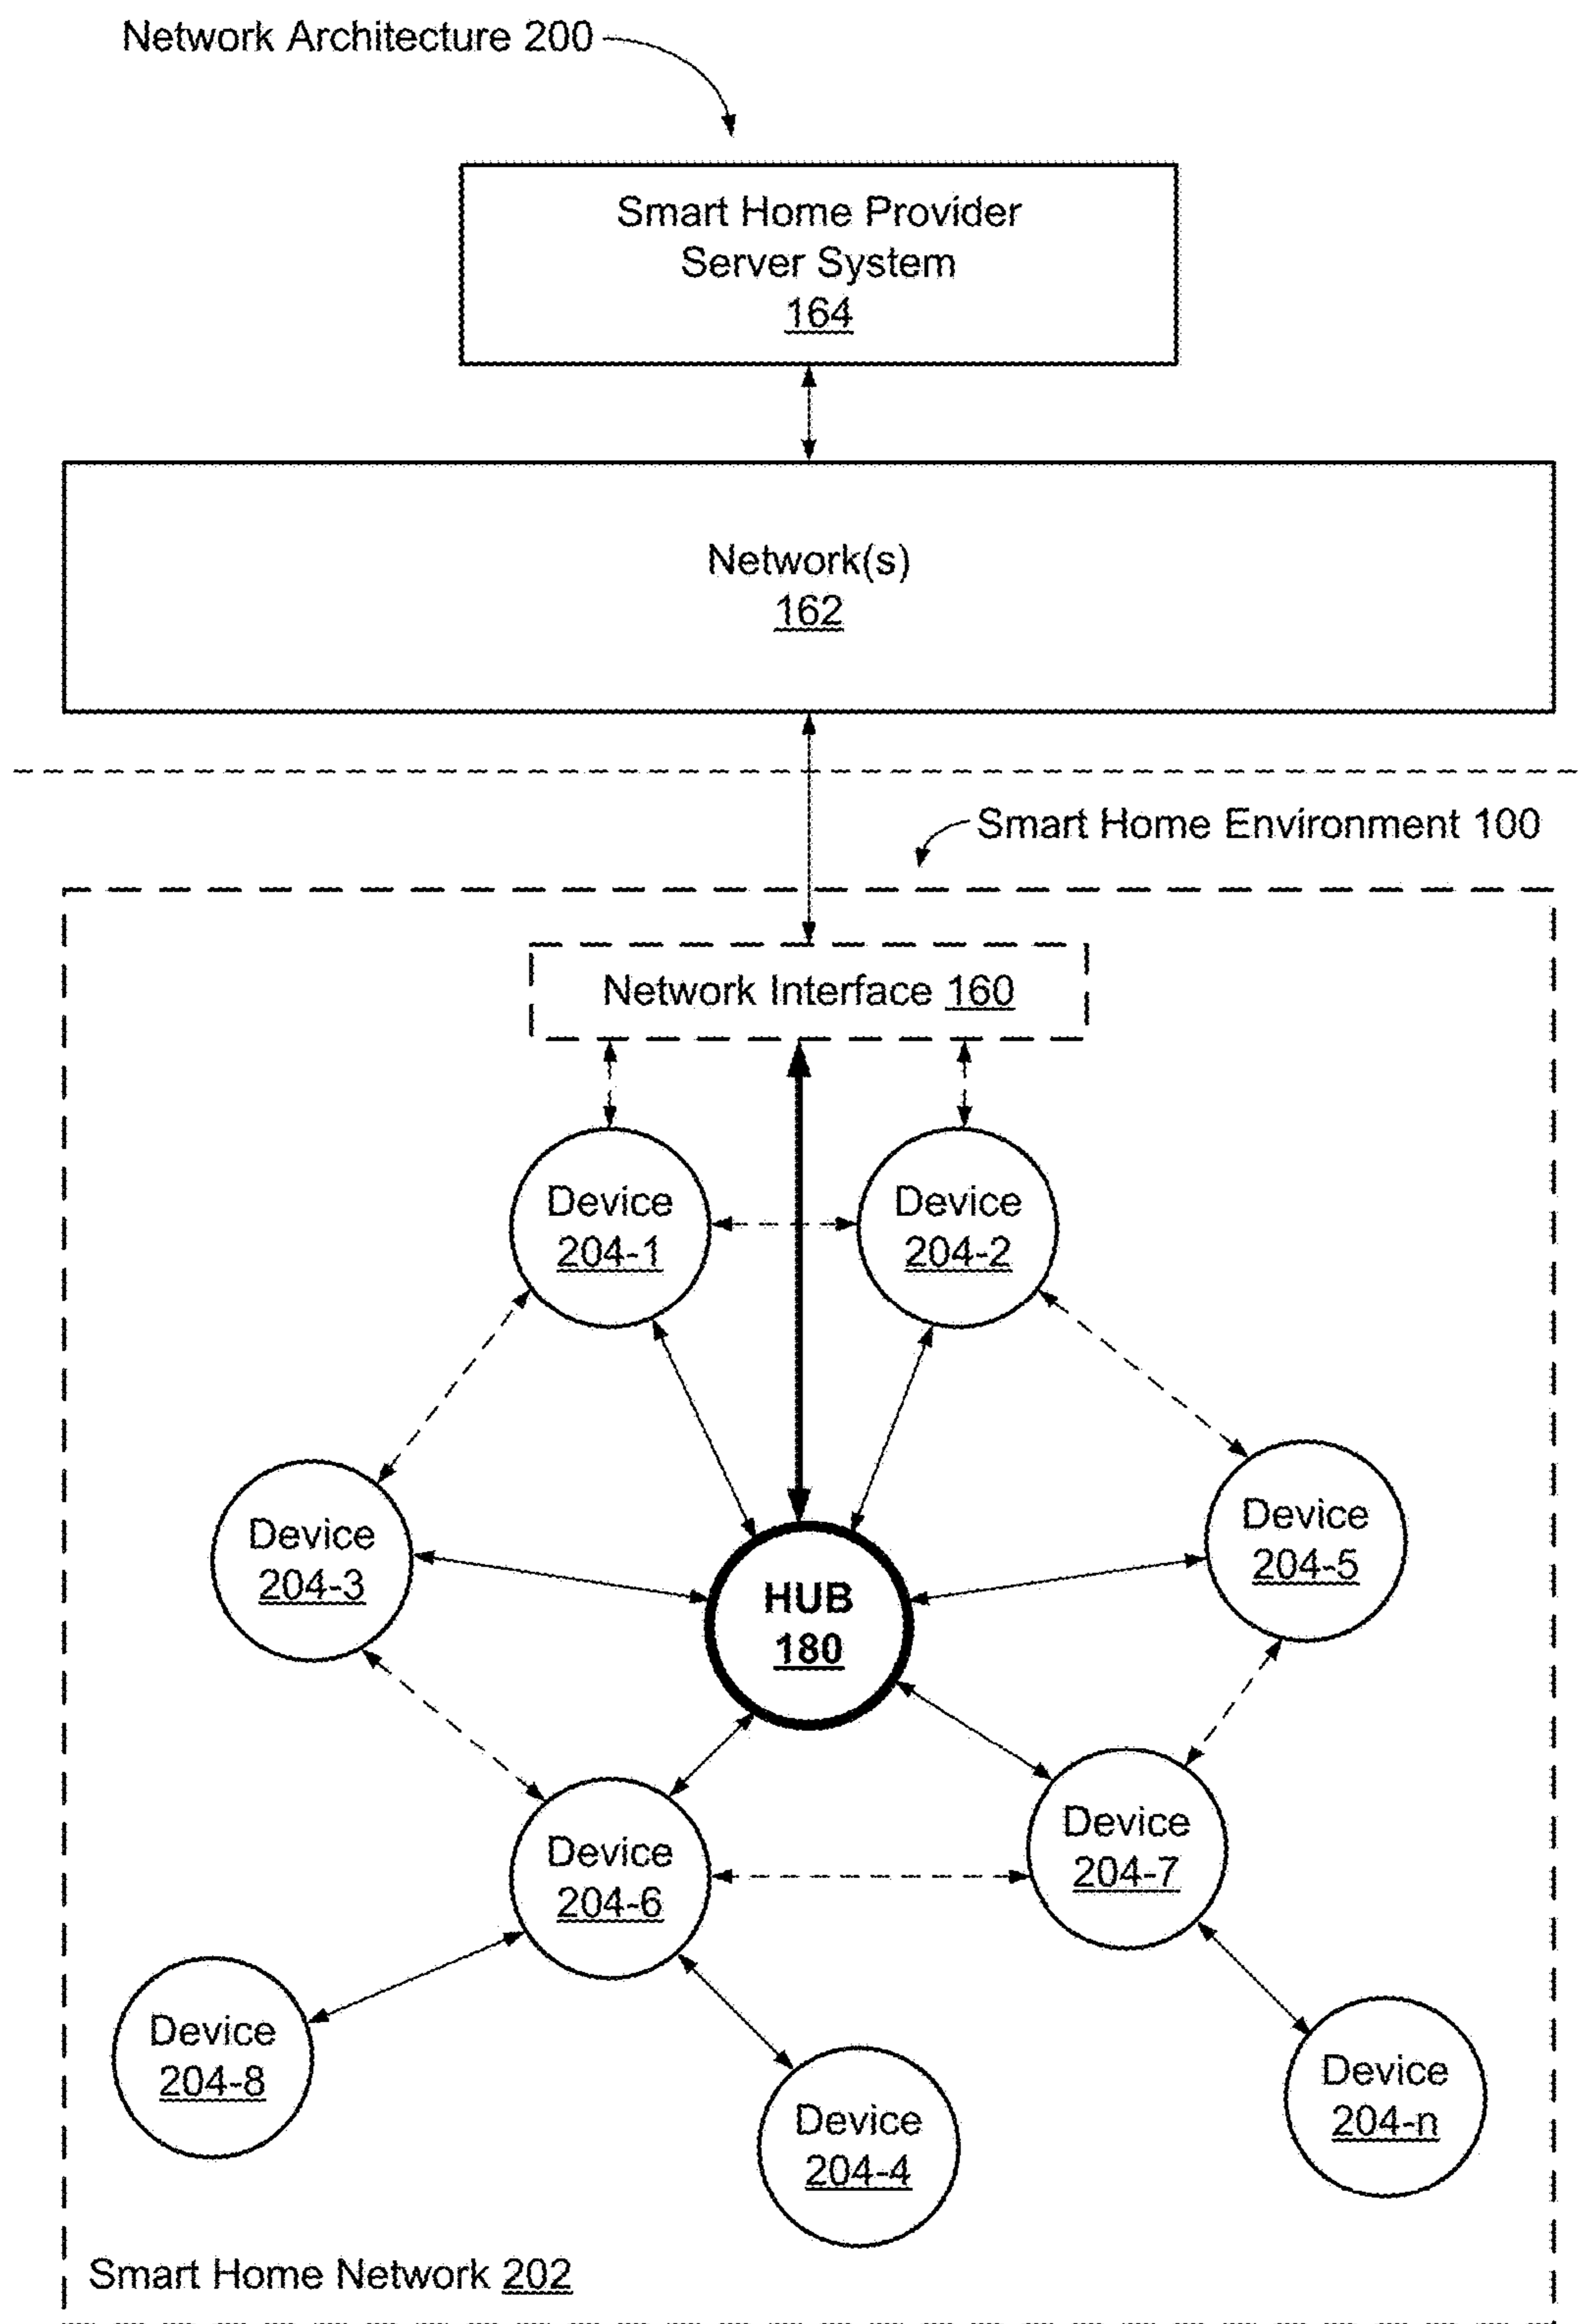 Network Architecture 200
Smart Home Provider
Server System
164
Network(s)
162
Smart Home Environment 100
Network Interface 160
Device
204-1
Device
204-2
Device
204-3
Device
204-5
HUB
180
Device
204-6
Device
204-7
Device
204-8
Device
204-4
Device
204-n
Smart Home Network 202